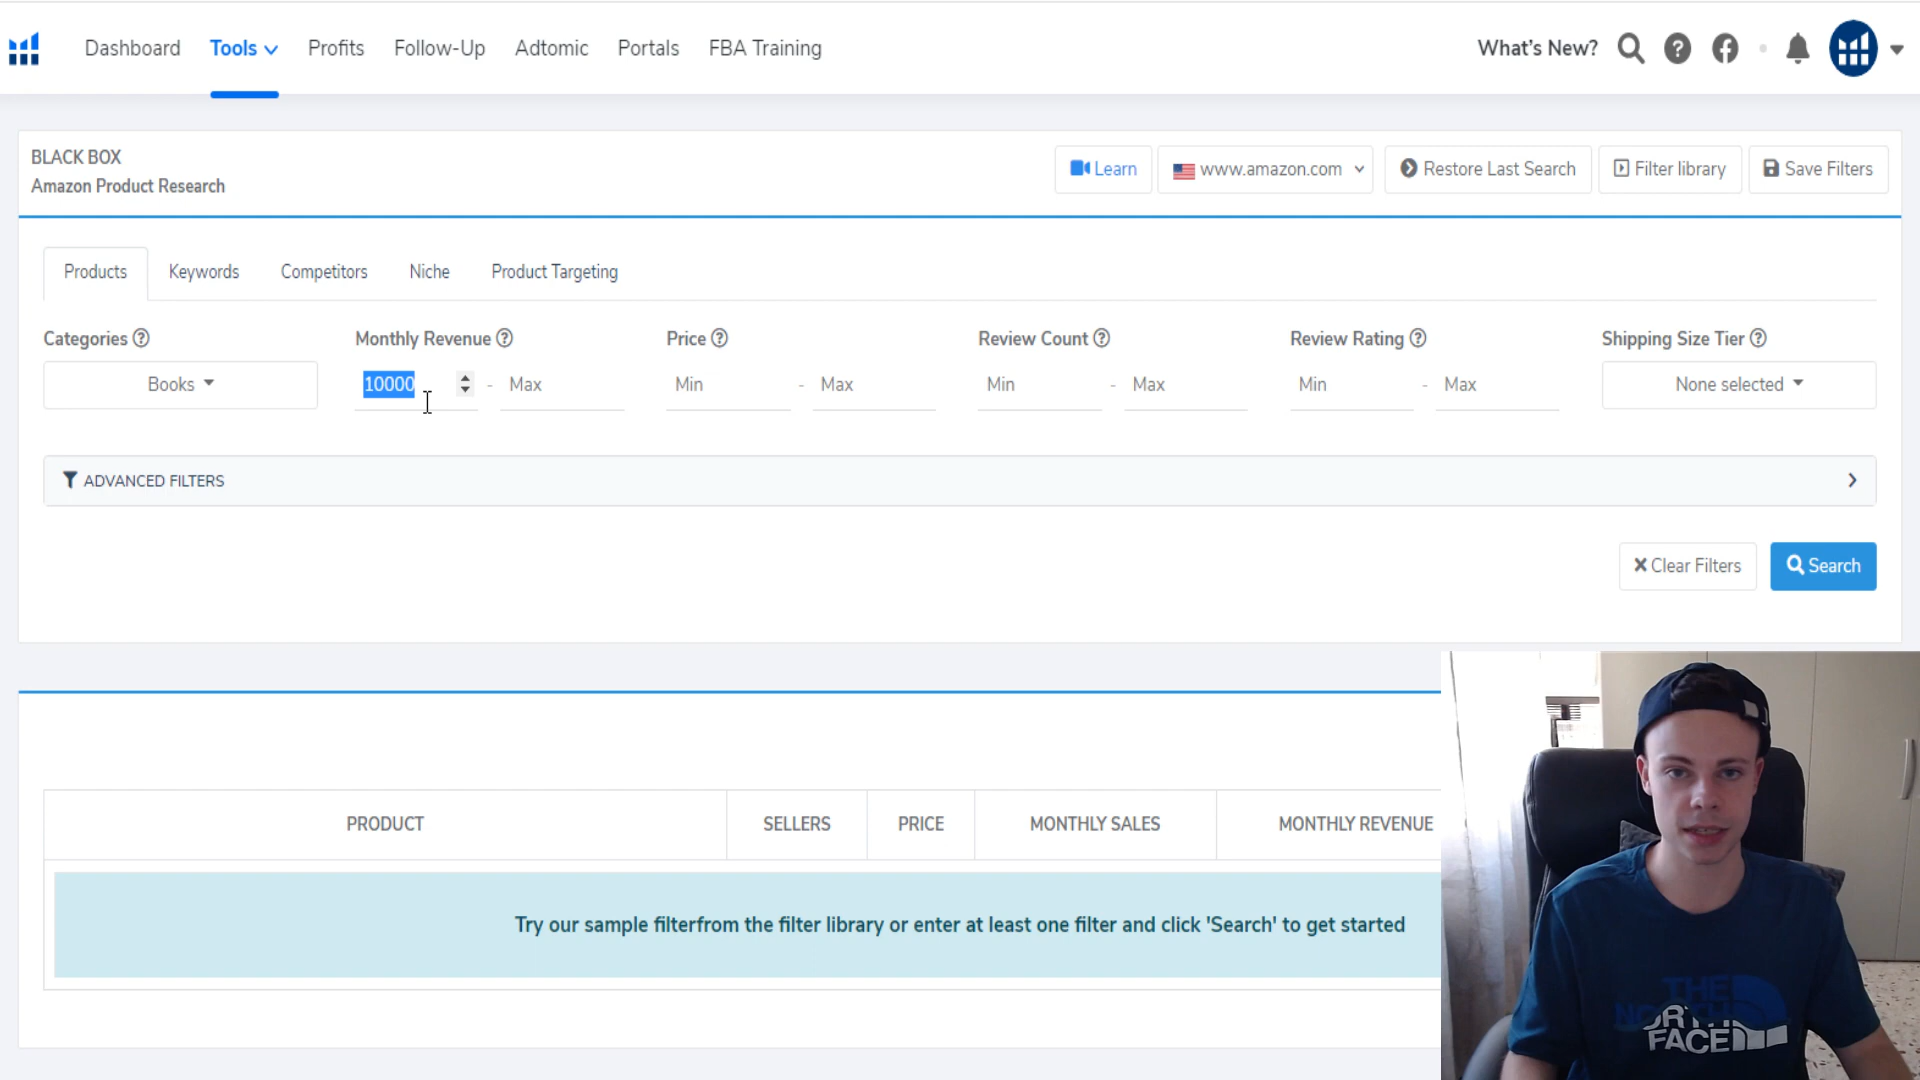 Dashboard Tools Profits Follow-Up Adtomic Portals FBA Training What's New?
BLACK BOX
Amazon Product Research
Learn www.amazon.com Restore Last Search Filter library Save Filters
Products Keywords Competitors Niche Product Targeting
Categories Monthly Revenue Price Review Count Review Rating Shipping Size Tier
Books 10000 - Max Min - Max Min - Max Min - Max None selected
ADVANCED FILTERS
Clear Filters Search
PRODUCT SELLERS PRICE MONTHLY SALES MONTHLY REVENUE
Try our sample filterfrom the filter library or enter at least one filter and click 'Search' to get started
THE
NORTH
FACE